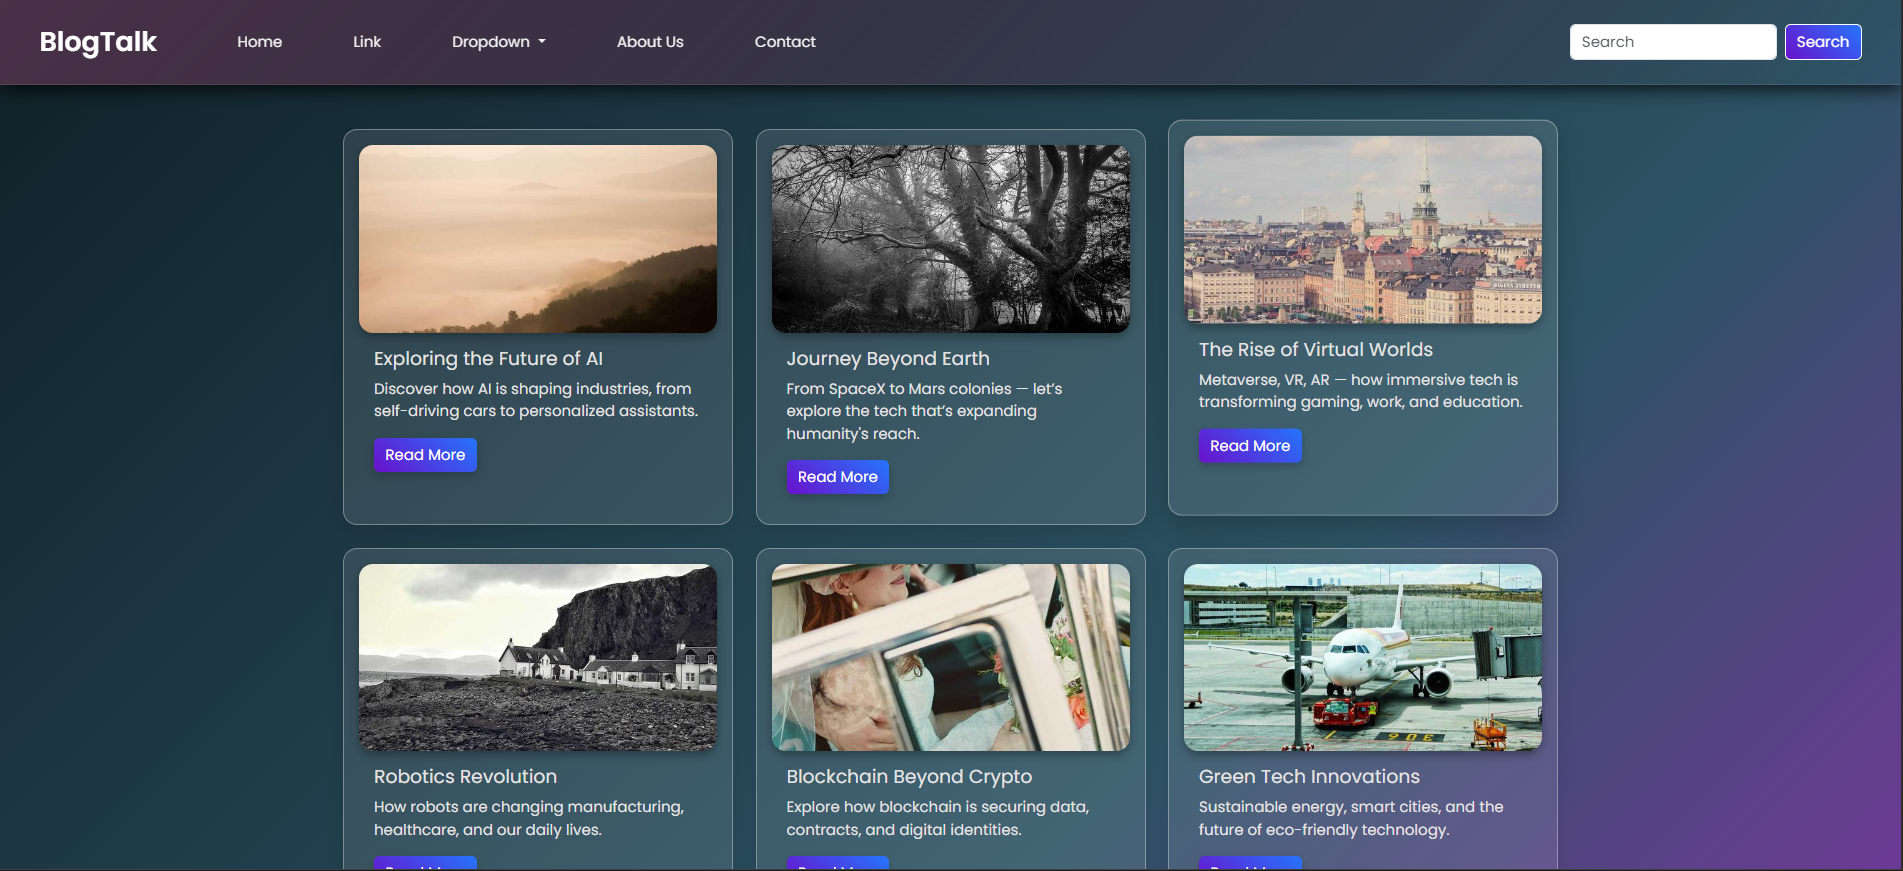 BlogTalk
Home
Link
Dropdown
About Us
Contact
Search
Search
Exploring the Future of AI
Discover how AI is shaping industries, from
self-driving cars to personalized assistants.
Read More
Journey Beyond Earth
From SpaceX to Mars colonies — let’s
explore the tech that’s expanding
humanity's reach.
Read More
The Rise of Virtual Worlds
Metaverse, VR, AR — how immersive tech is
transforming gaming, work, and education.
Read More
Robotics Revolution
How robots are changing manufacturing,
healthcare, and our daily lives.
Blockchain Beyond Crypto
Explore how blockchain is securing data,
contracts, and digital identities.
Green Tech Innovations
Sustainable energy, smart cities, and the
future of eco-friendly technology.